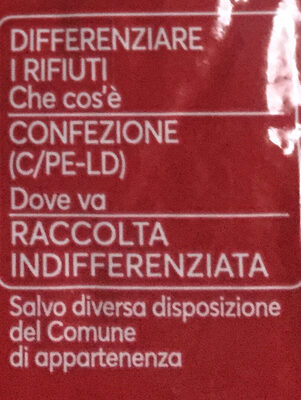 DIFFERENZIARE
I RIFIUTI
Che cos'è
CONFEZIONE
(C/PE-LD)
Dove va
RACCOLTA
INDIFFERENZIATA
Salvo diversa disposizione
del Comune
di appartenenza